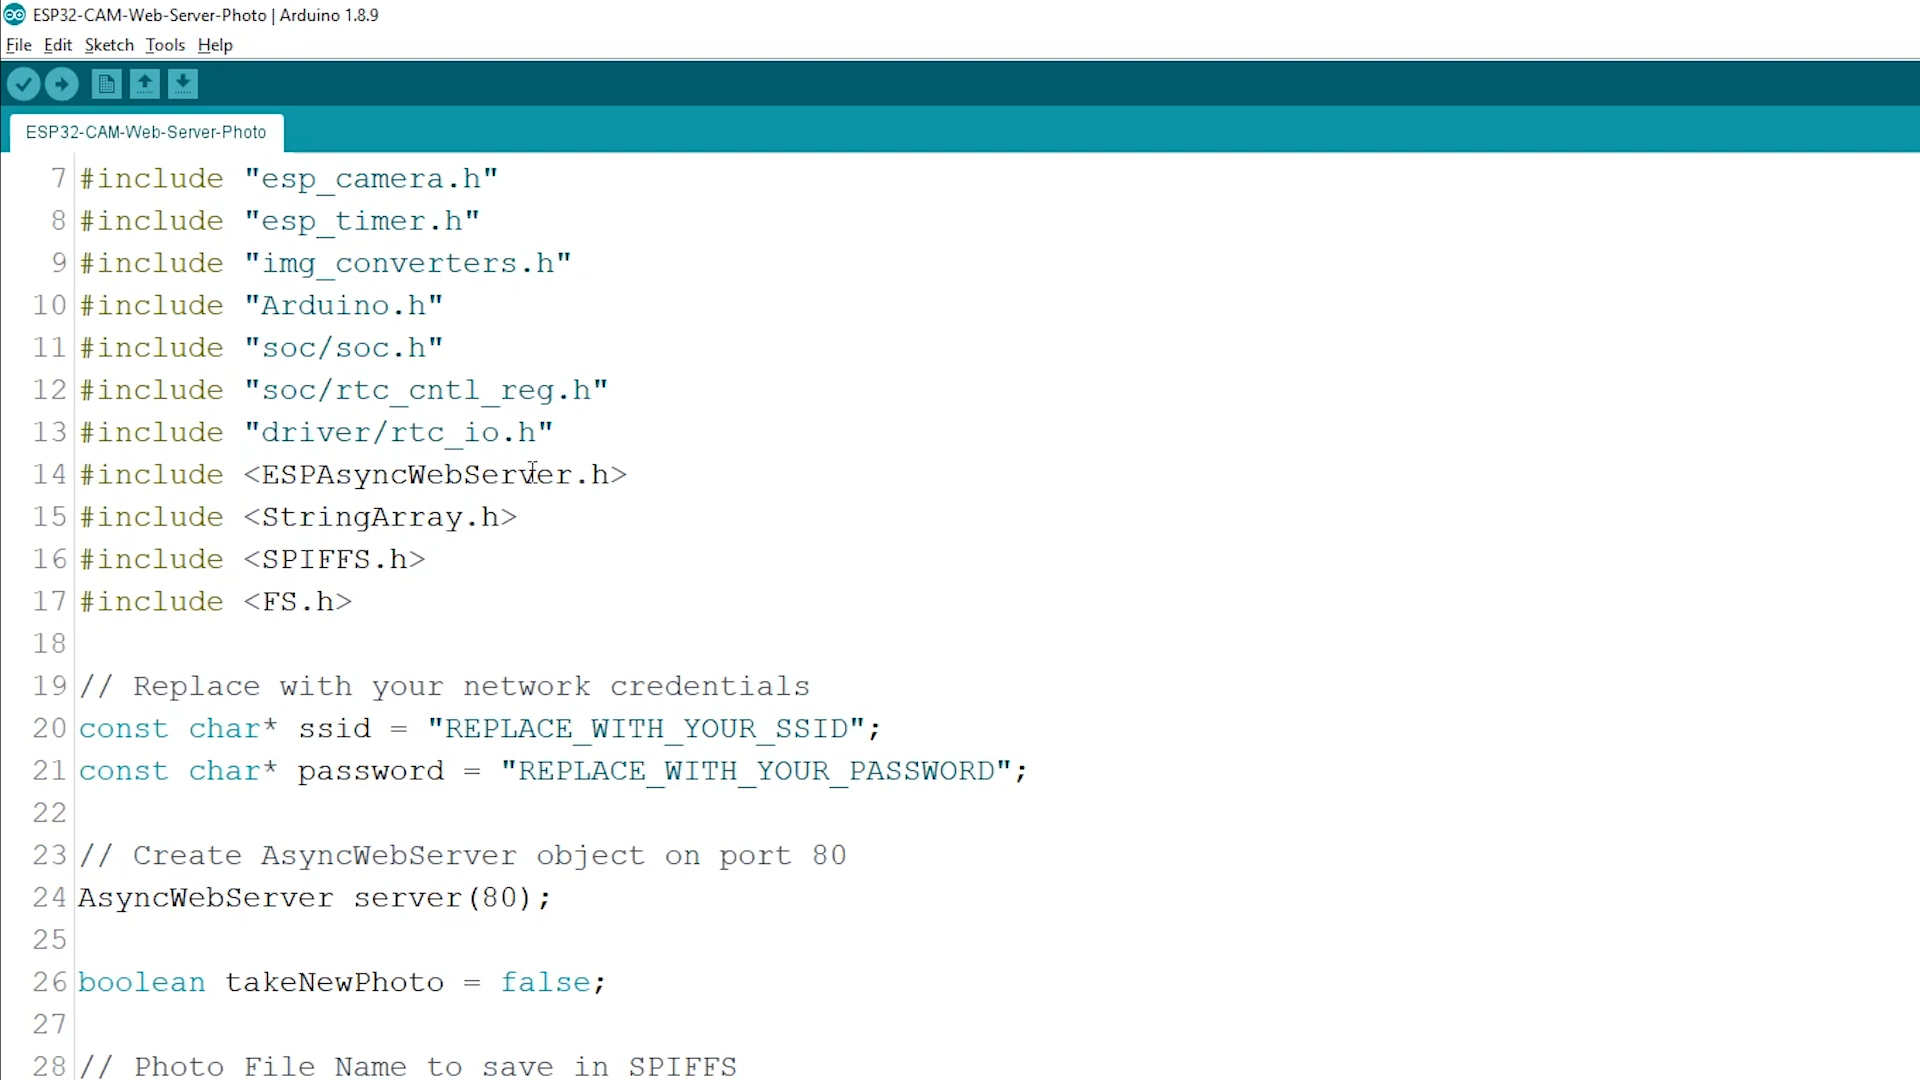 ESP32-CAM-Web-Server-Photo | Arduino 1.8.9
File Edit Sketch Tools Help
ESP32-CAM-Web-Server-Photo
7 #include "esp_camera.h"
8 #include "esp_timer.h"
9 #include "img_converters.h"
10 #include "Arduino.h"
11 #include "soc/soc.h"
12 #include "soc/rtc_cntl_reg.h"
13 #include "driver/rtc_io.h"
14 #include <ESPAsyncWebServer.h>
15 #include <StringArray.h>
16 #include <SPIFFS.h>
17 #include <FS.h>
18
19 // Replace with your network credentials
20 const char* ssid = "REPLACE_WITH_YOUR_SSID";
21 const char* password = "REPLACE_WITH_YOUR_PASSWORD";
22
23 // Create AsyncWebServer object on port 80
24 AsyncWebServer server(80);
25
26 boolean takeNewPhoto = false;
27
28 // Photo File Name to save in SPIFFS